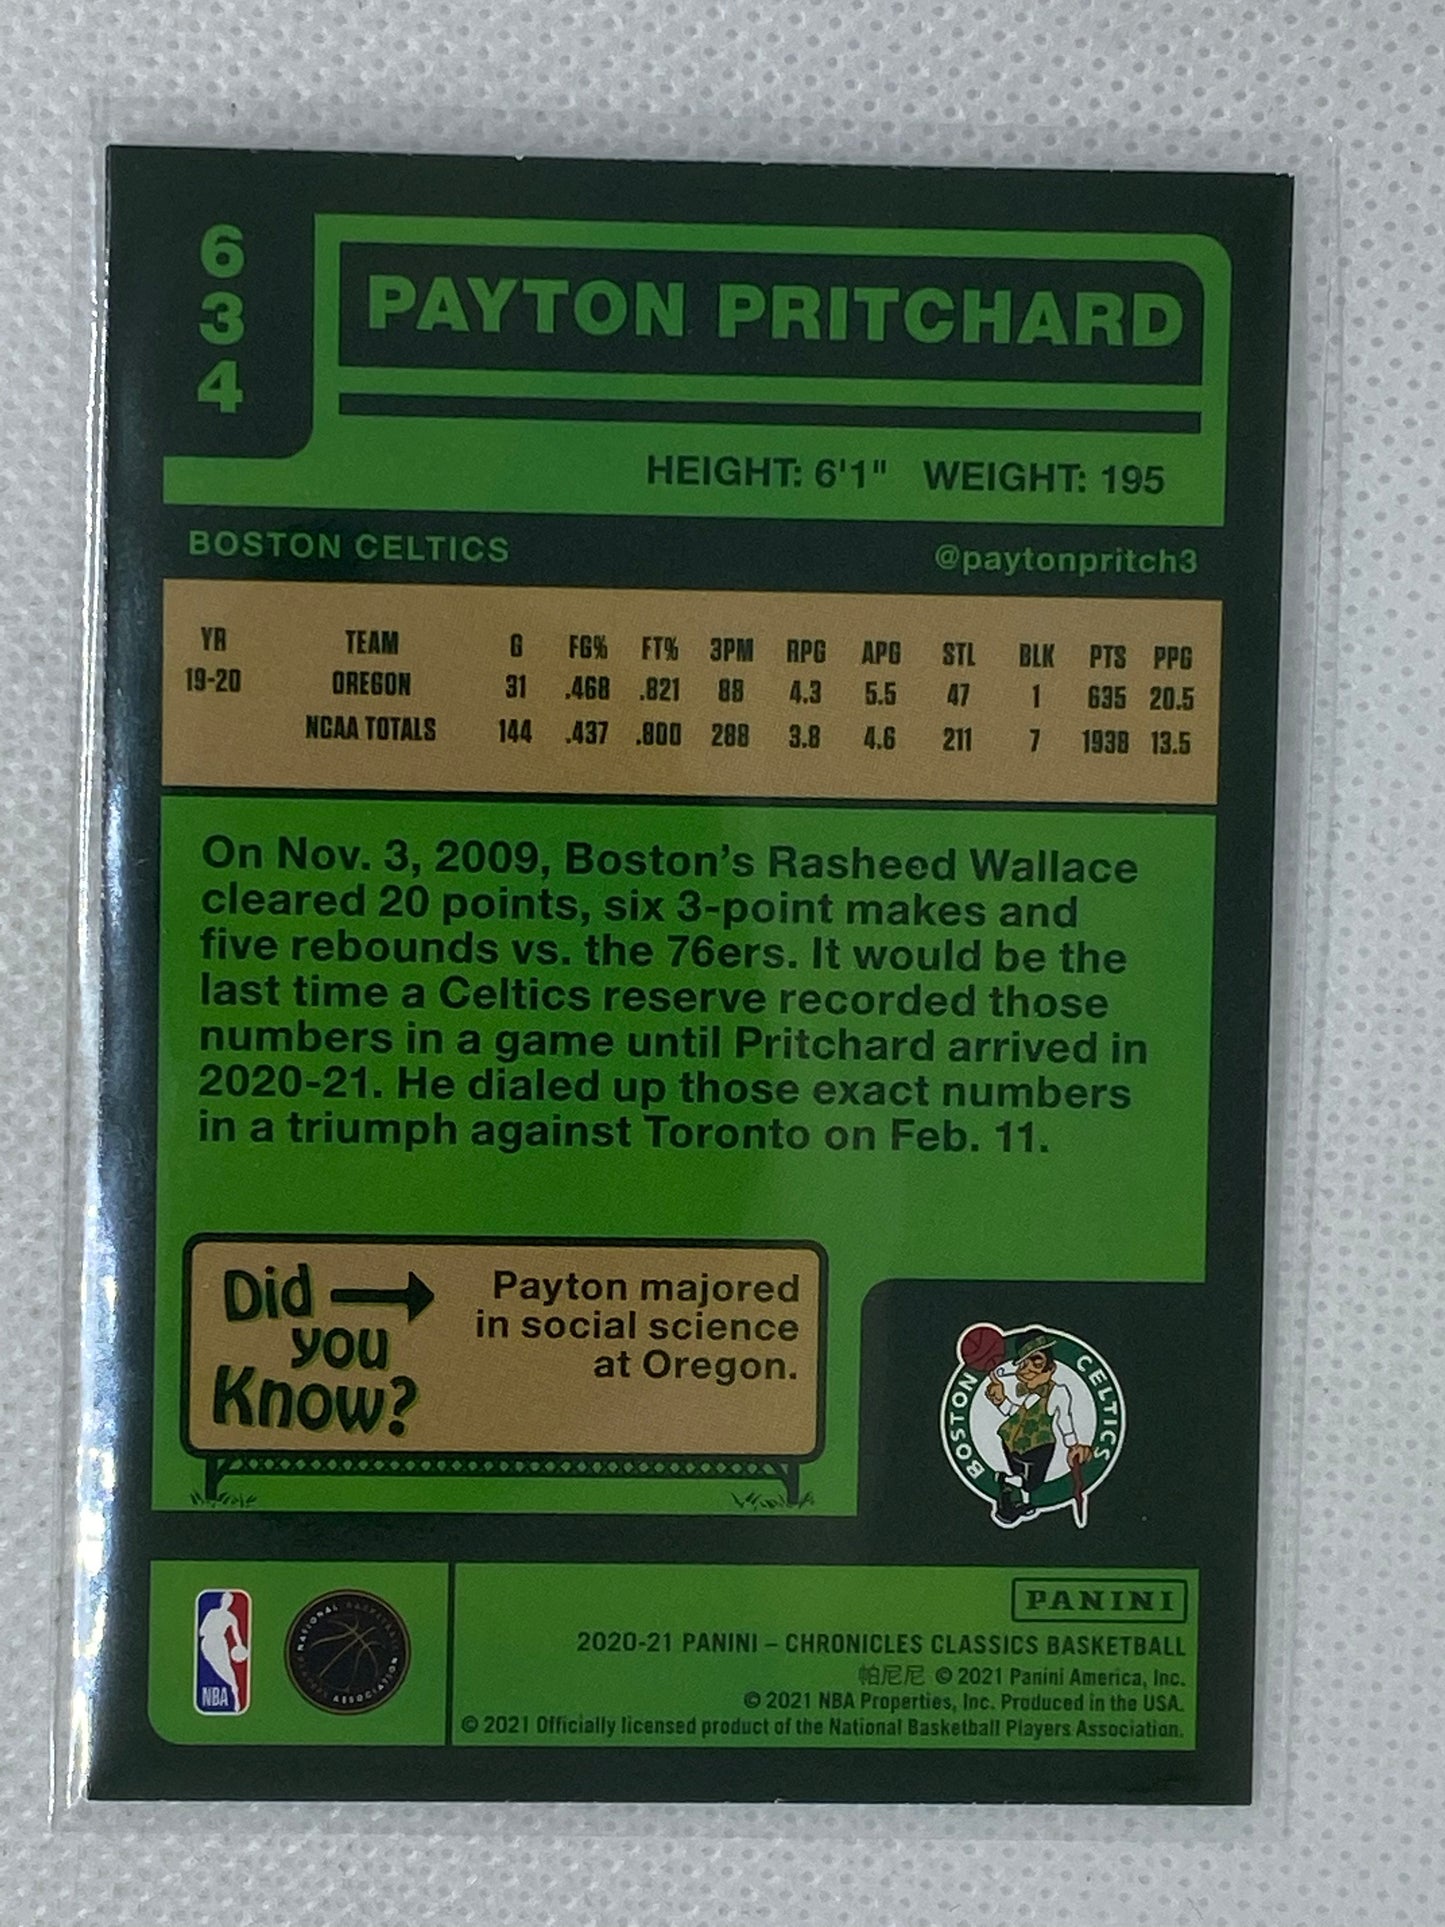 6
3
4
PAYTON PRITCHARD
HEIGHT: 6'1" WEIGHT: 195
BOSTON CELTICS @paytonpritch3
YR TEAM G FG% FT% 3PM RPG APG STL BLK PTS PPG
19-20 OREGON 31 .468 .821 88 4.3 5.5 47 1 635 20.5
NCAA TOTALS 144 .437 .800 288 3.8 4.6 211 7 1938 13.5
On Nov. 3, 2009, Boston's Rasheed Wallace
cleared 20 points, six 3-point makes and
five rebounds vs. the 76ers. It would be the
last time a Celtics reserve recorded those
numbers in a game until Pritchard arrived in
2020-21. He dialed up those exact numbers
in a triumph against Toronto on Feb. 11.
Did
you
Know?
Payton majored
in social science
at Oregon.
BOSTON CELTICS
NBA
NATIONAL BASKETBALL
PLAYERS ASSOCIATION
PANINI
2020-21 PANINI – CHRONICLES CLASSICS BASKETBALL
帕尼尼 © 2021 Panini America, Inc.
© 2021 NBA Properties, Inc. Produced in the USA.
© 2021 Officially licensed product of the National Basketball Players Association.